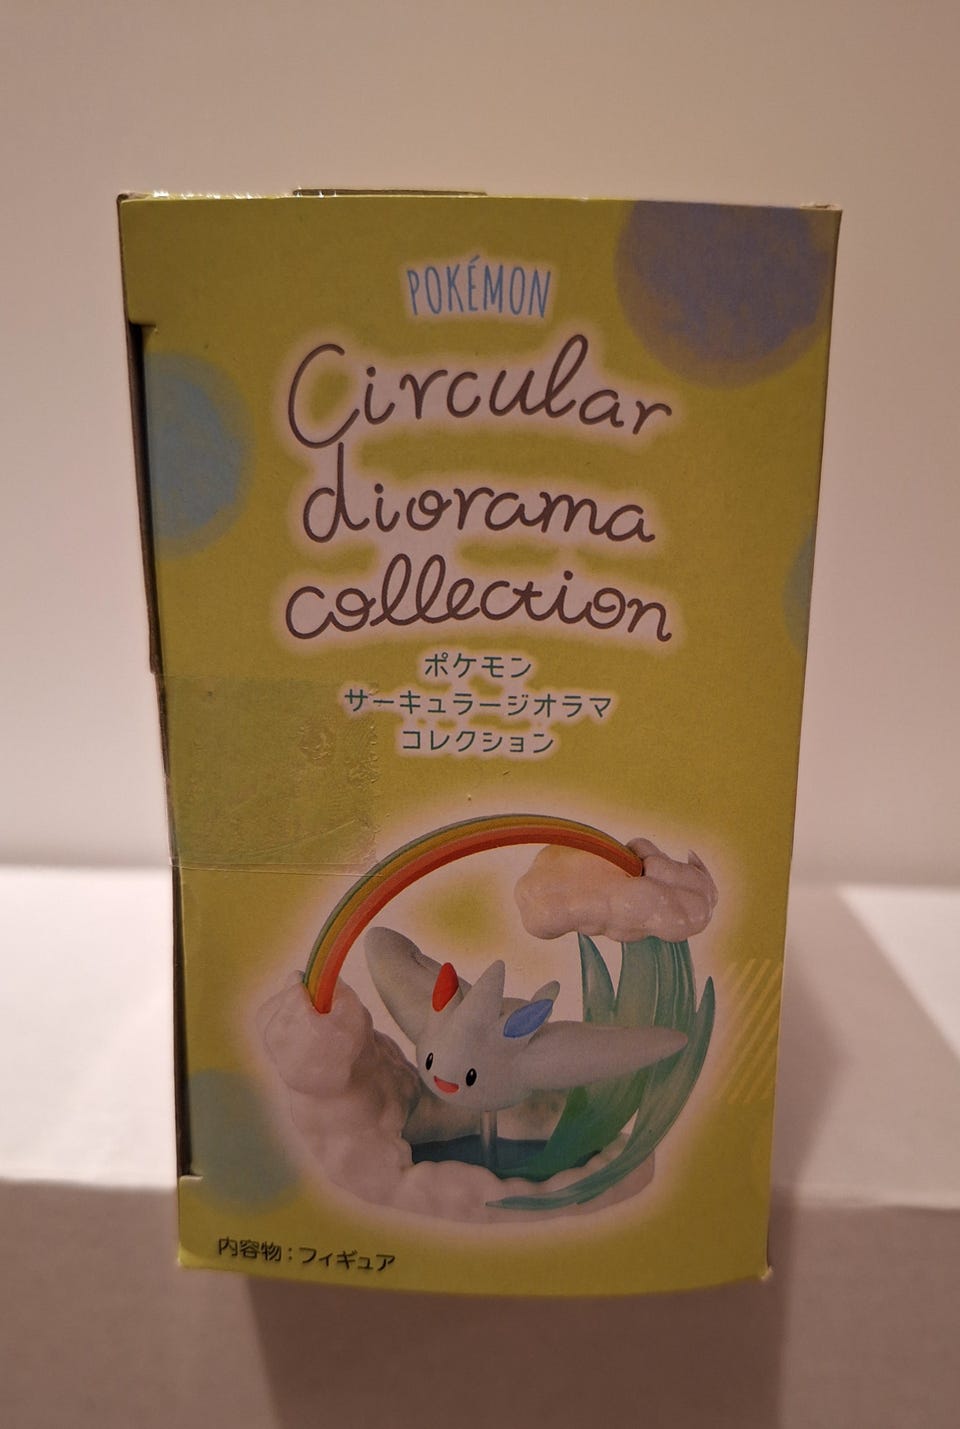 POKÉMON
Circular
diorama
collection
ポケモン
サーキュラージオラマ
コレクション
内容物：フィギュア